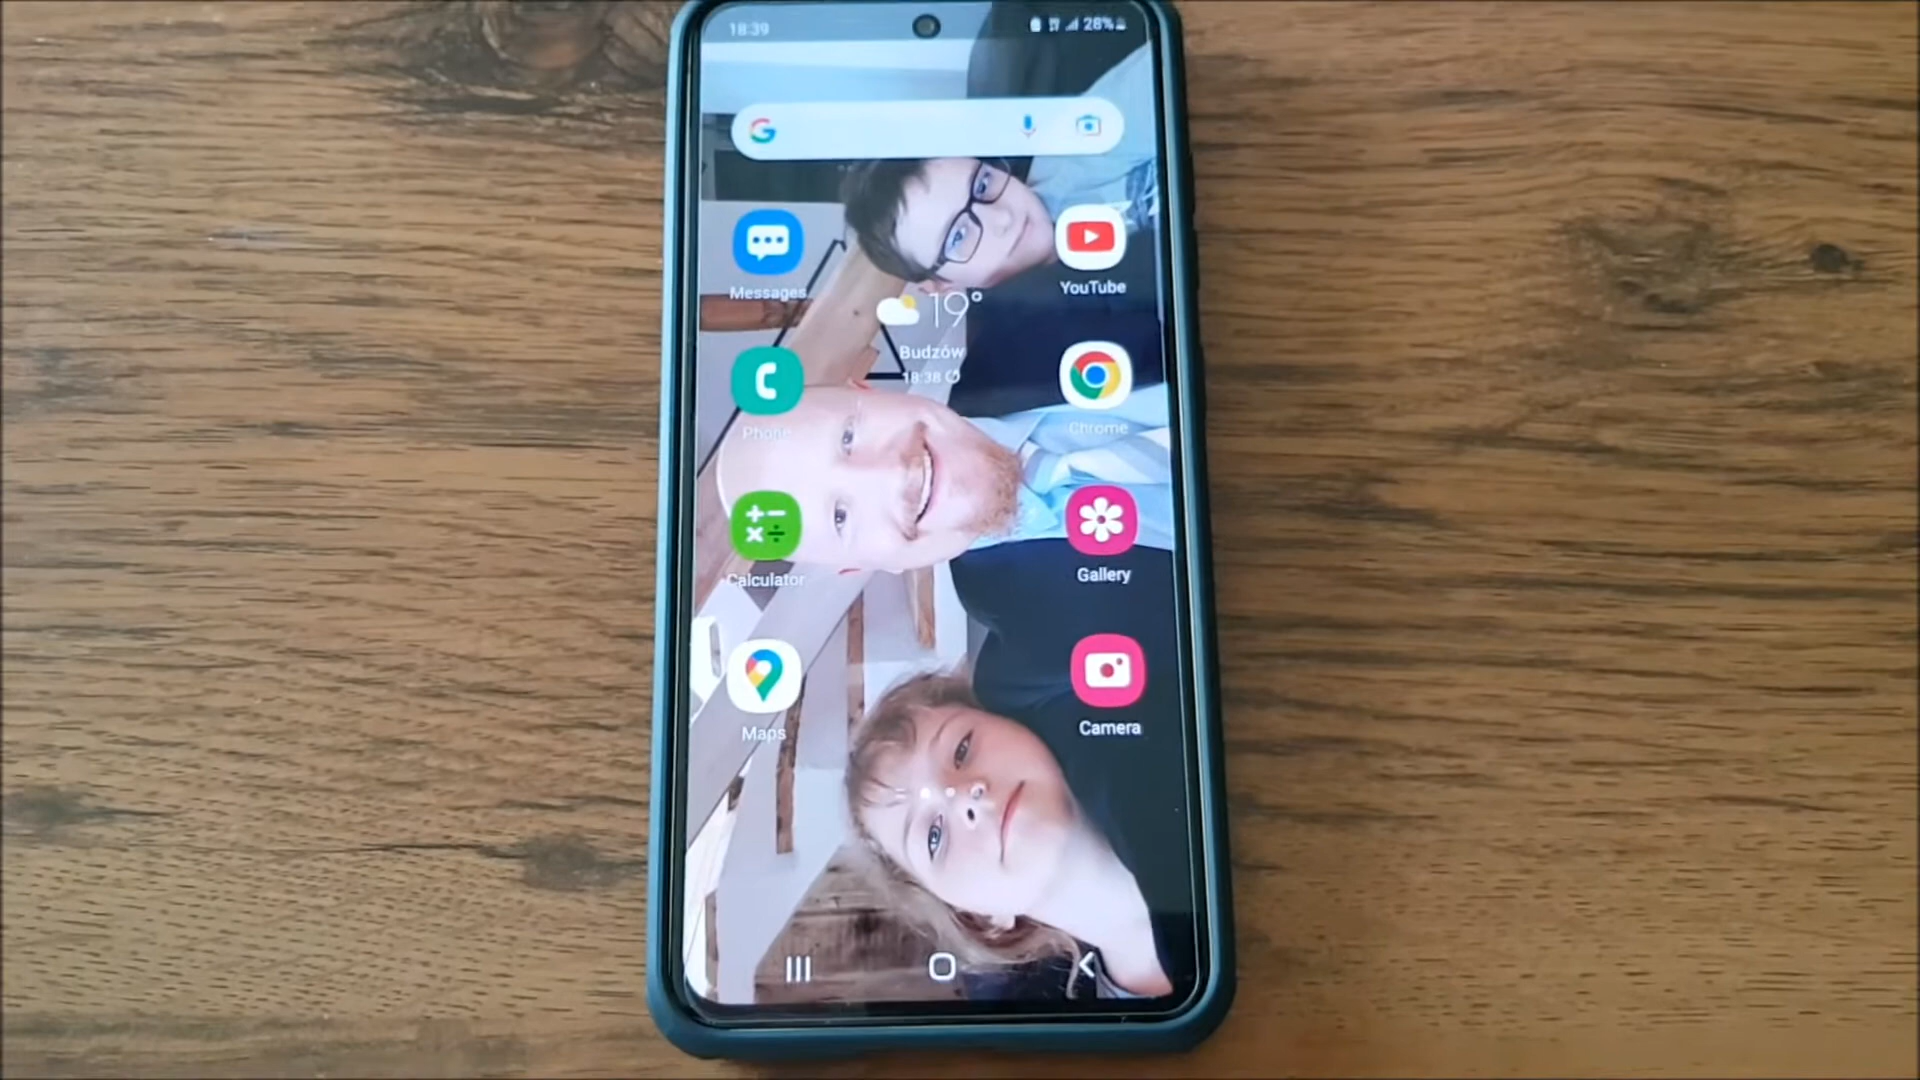 18:39 28%
G
Messages
YouTube
19°
Budzów
18:38
Phone
Chrome
Calculator
Gallery
Maps
Camera